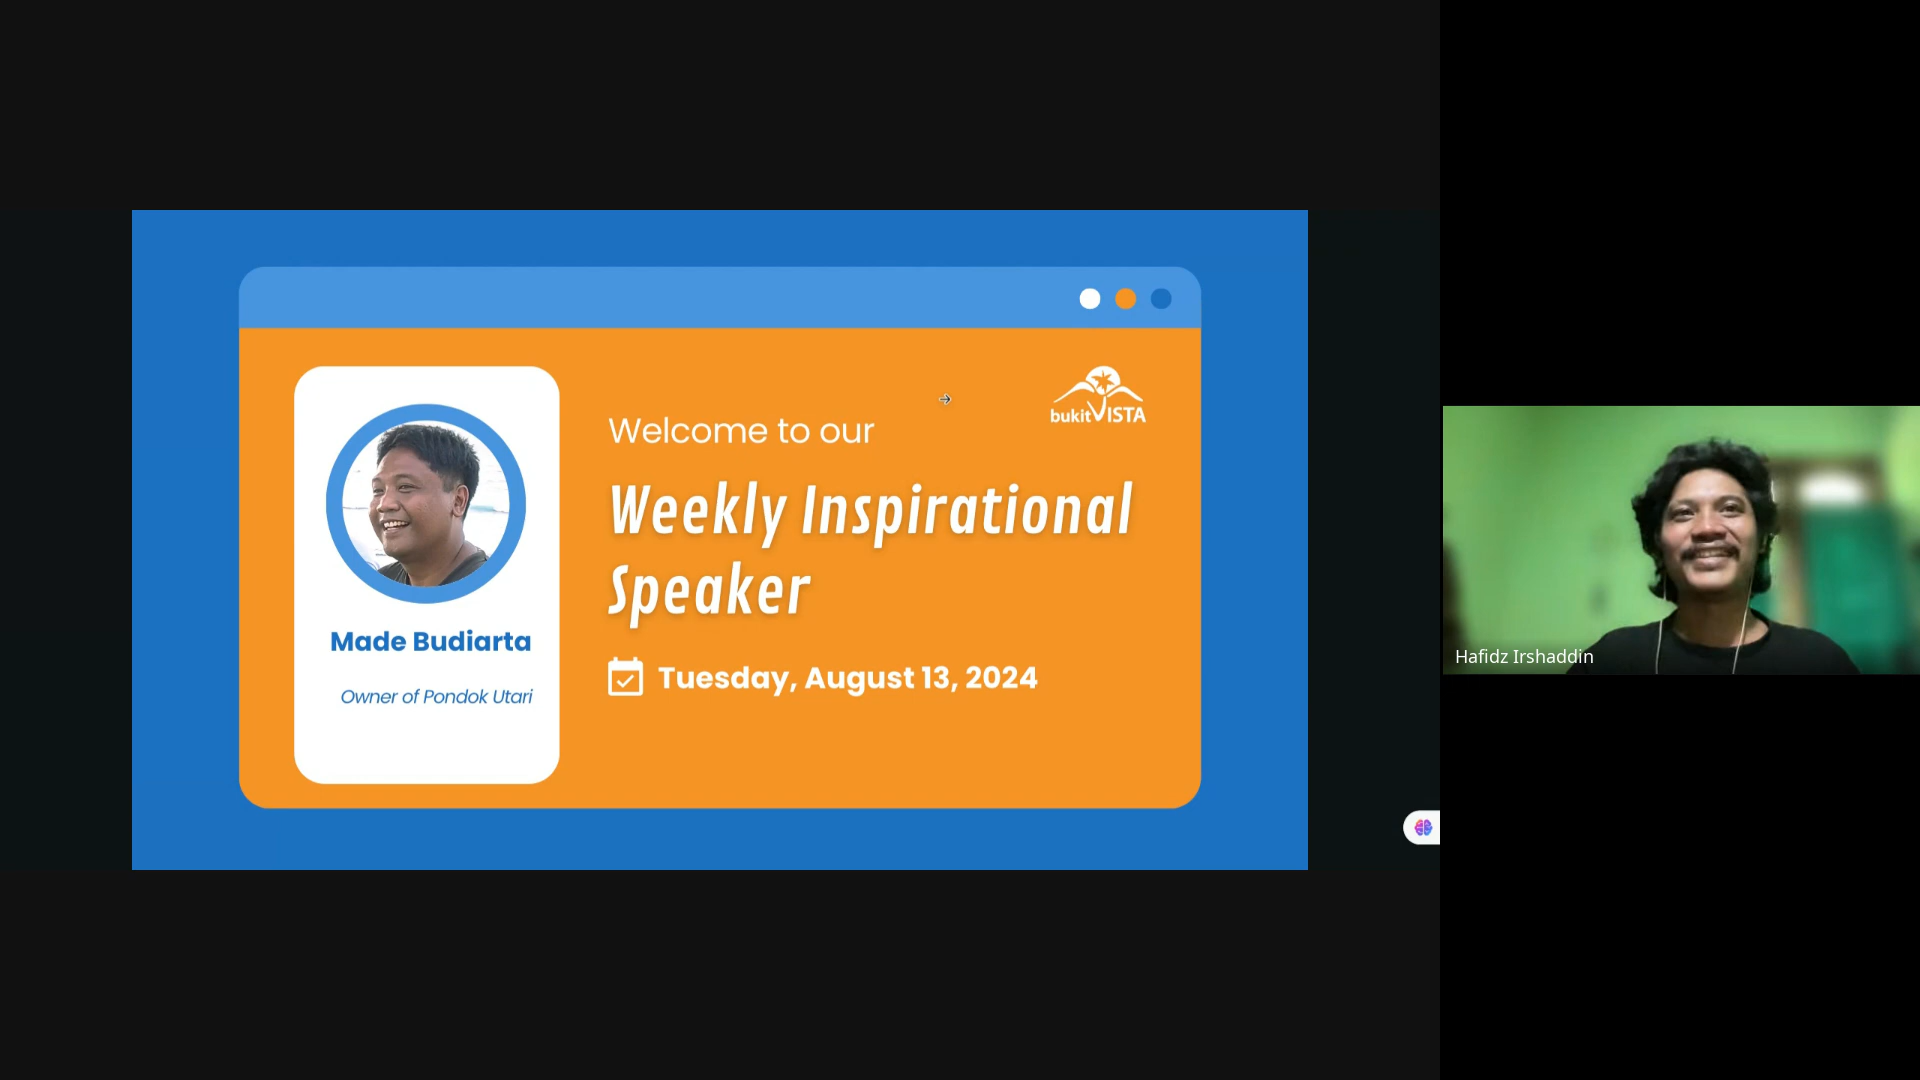 bukitVISTA
Welcome to our
Weekly Inspirational
Speaker
Tuesday, August 13, 2024
Made Budiarta
Owner of Pondok Utari
Hafidz Irshaddin